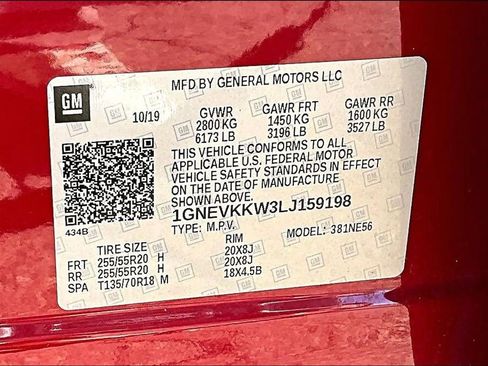 MFD BY GENERAL MOTORS LLC
GM
10/19 GVWR GAWR FRT GAWR RR
2800 KG 1450 KG 1600 KG
6173 LB 3196 LB 3527 LB
THIS VEHICLE CONFORMS TO ALL
APPLICABLE U.S. FEDERAL MOTOR
VEHICLE SAFETY STANDARDS IN EFFECT
ON THE DATE OF MANUFACTURE
SHOWN ABOVE.
1GNEVKKW3LJ159198
TYPE: M.P.V. MODEL: 381NE56
434B
TIRE SIZE RIM
FRT 255/55R20 H 20X8J
RR 255/55R20 H 20X8J
SPA T135/70R18 M 18X4.5B